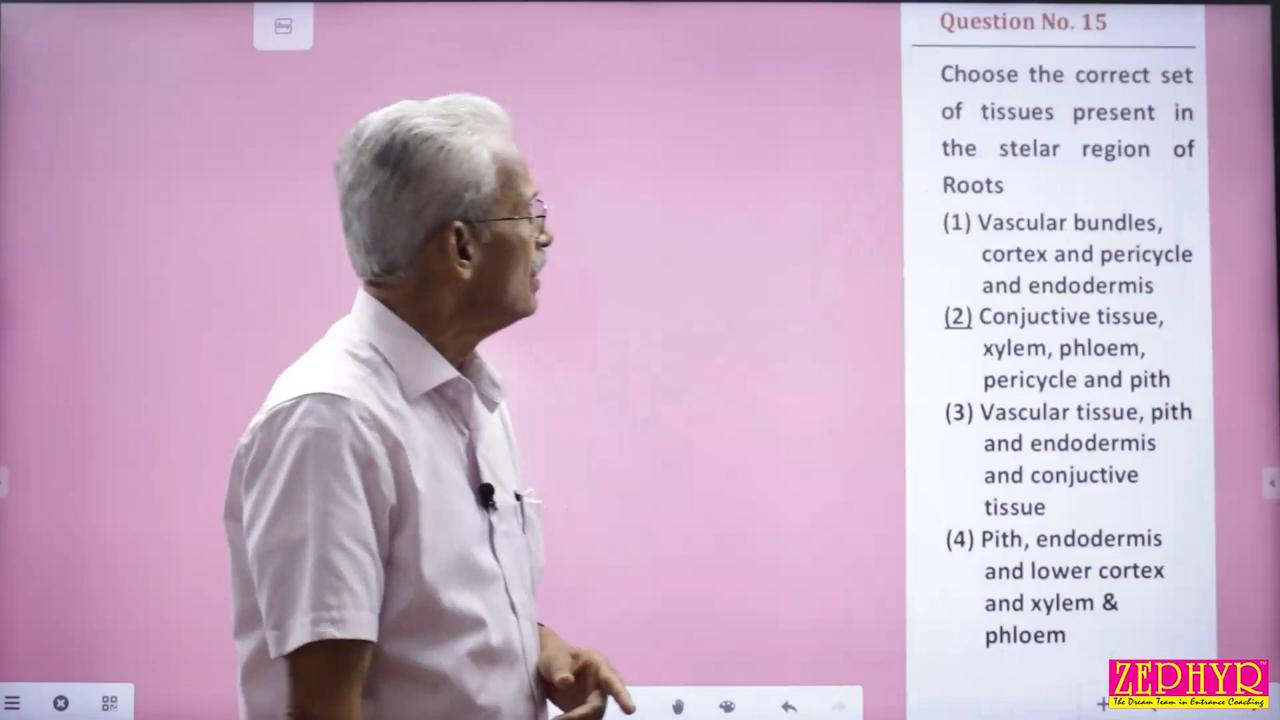 Question No. 15
Choose the correct set
of tissues present in
the stelar region of
Roots
(1) Vascular bundles,
cortex and pericycle
and endodermis
(2) Conjuctive tissue,
xylem, phloem,
pericycle and pith
(3) Vascular tissue, pith
and endodermis
and conjuctive
tissue
(4) Pith, endodermis
and lower cortex
and xylem &
phloem
ZEPHYR™
The Dream Team in Entrance Coaching